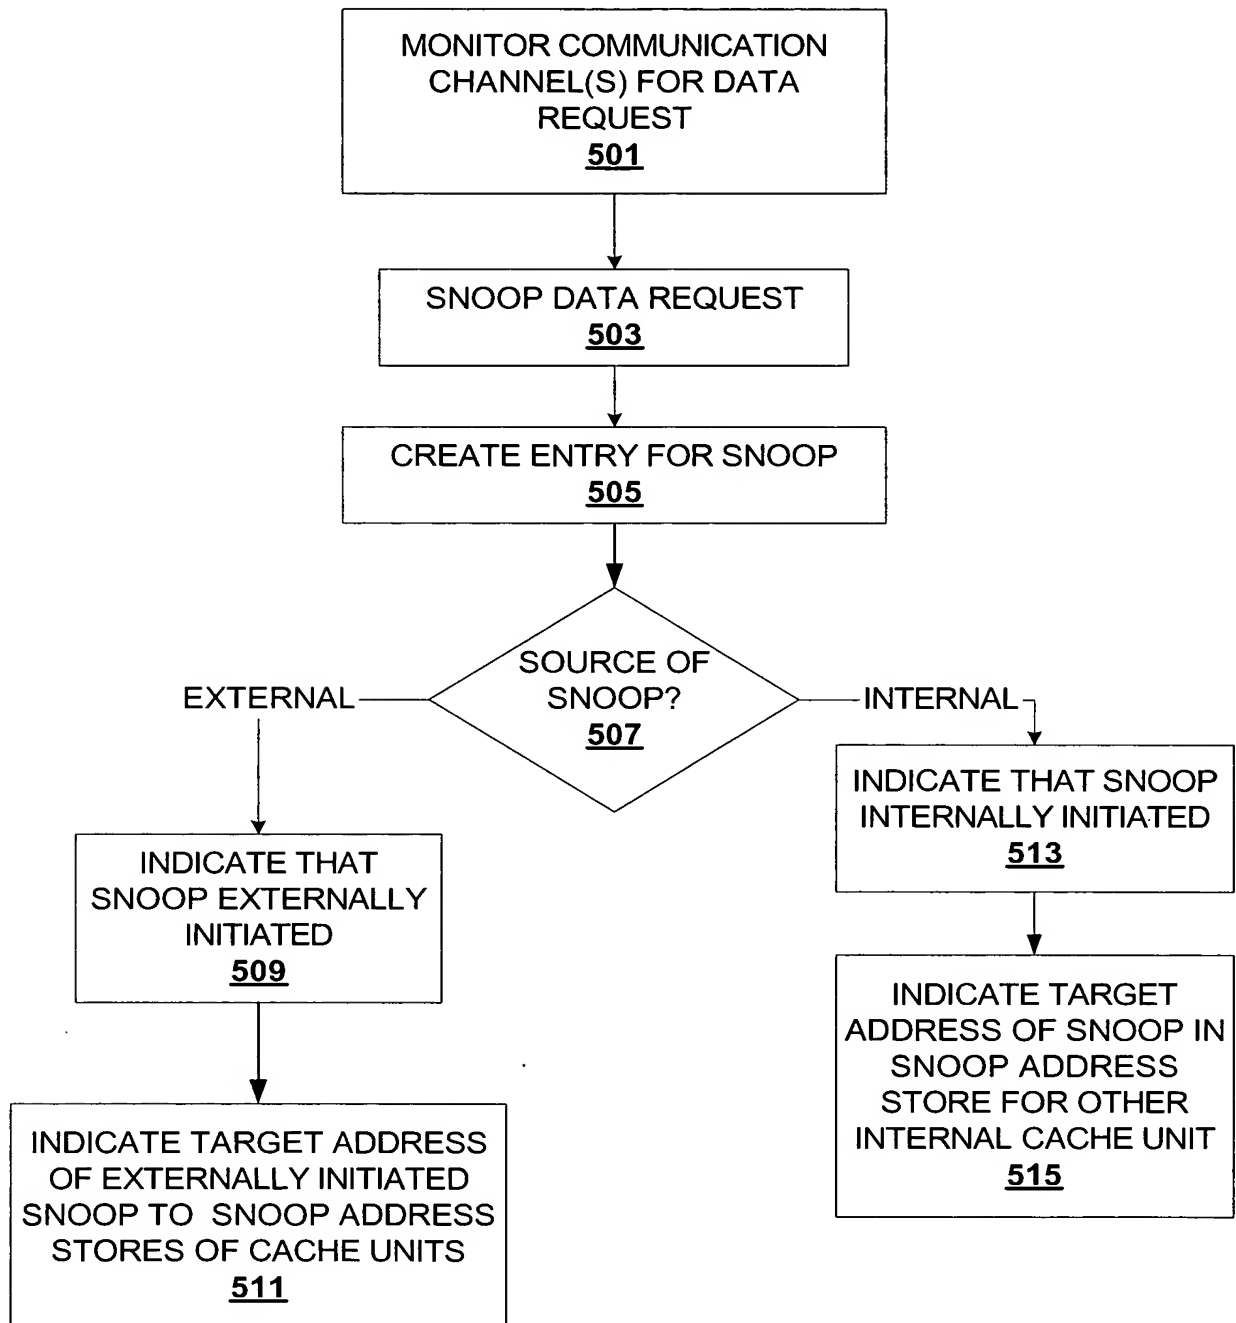 MONITOR COMMUNICATION
CHANNEL(S) FOR DATA
REQUEST
501
SNOOP DATA REQUEST
503
CREATE ENTRY FOR SNOOP
505
SOURCE OF
SNOOP?
507
EXTERNAL
INTERNAL
INDICATE THAT
SNOOP EXTERNALLY
INITIATED
509
INDICATE TARGET ADDRESS
OF EXTERNALLY INITIATED
SNOOP TO SNOOP ADDRESS
STORES OF CACHE UNITS
511
INDICATE THAT SNOOP
INTERNALLY INITIATED
513
INDICATE TARGET
ADDRESS OF SNOOP IN
SNOOP ADDRESS
STORE FOR OTHER
INTERNAL CACHE UNIT
515